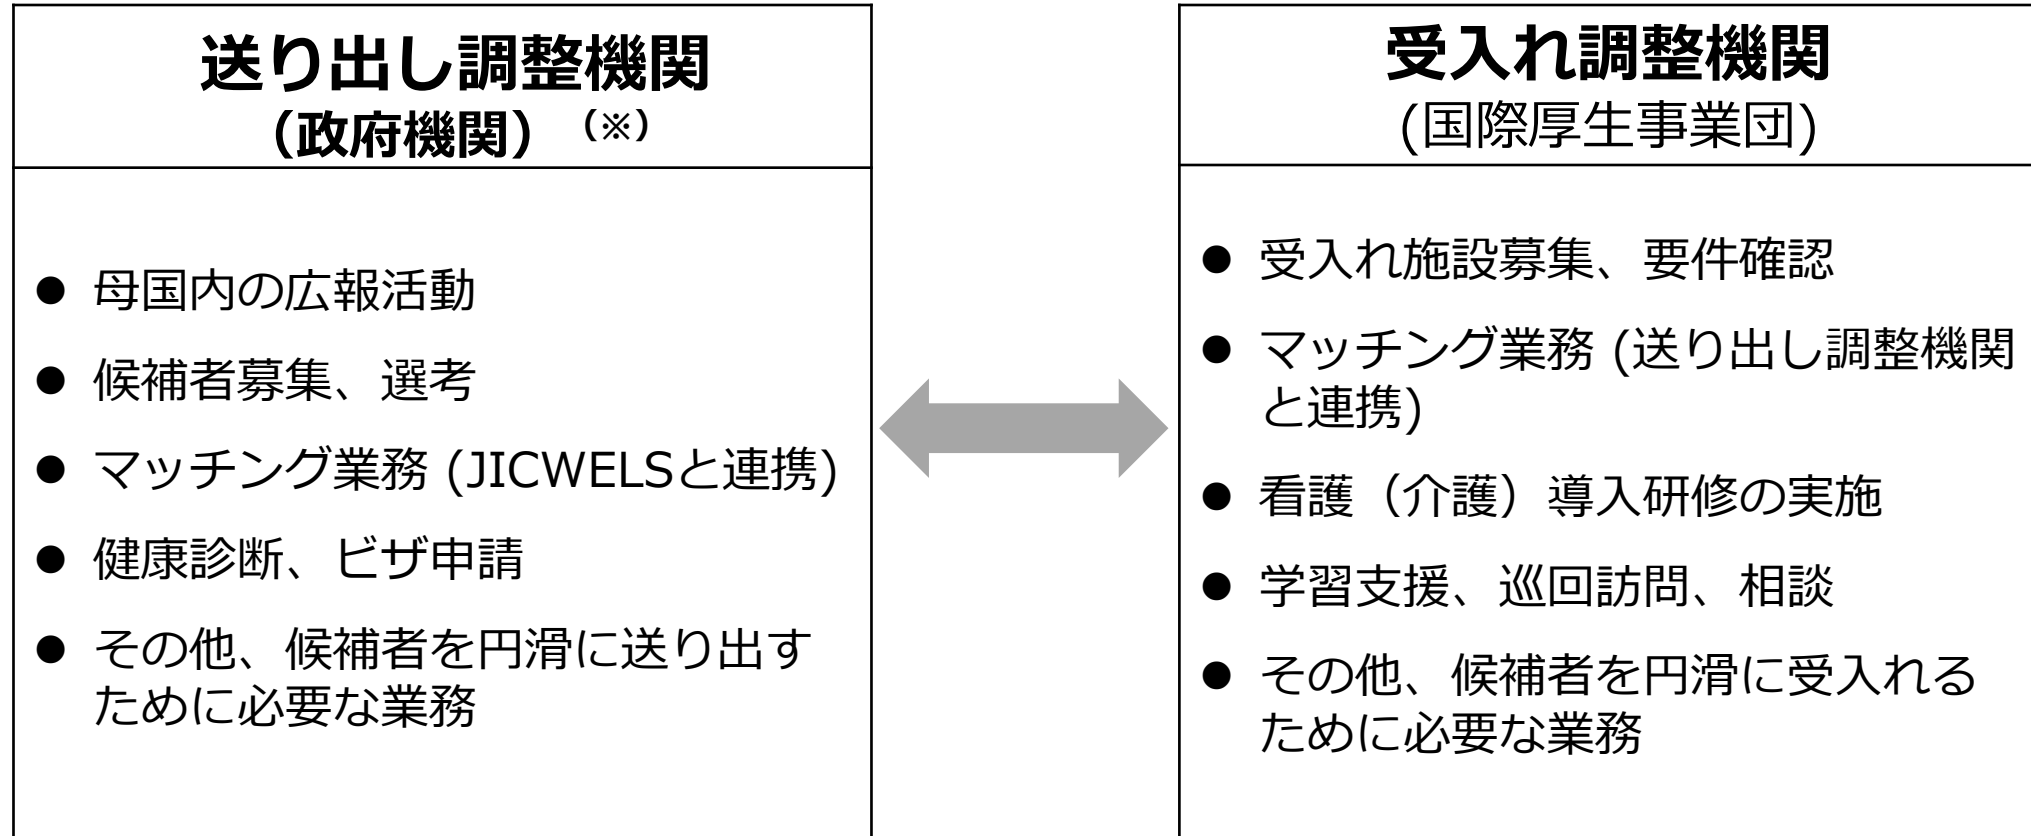 送り出し調整機関
（政府機関）（※）
● 母国内の広報活動
● 候補者募集、選考
● マッチング業務 (JICWELSと連携)
● 健康診断、ビザ申請
● その他、候補者を円滑に送り出す
ために必要な業務
受入れ調整機関
(国際厚生事業団)
● 受入れ施設募集、要件確認
● マッチング業務 (送り出し調整機関
と連携)
● 看護（介護）導入研修の実施
● 学習支援、巡回訪問、相談
● その他、候補者を円滑に受入れる
ために必要な業務